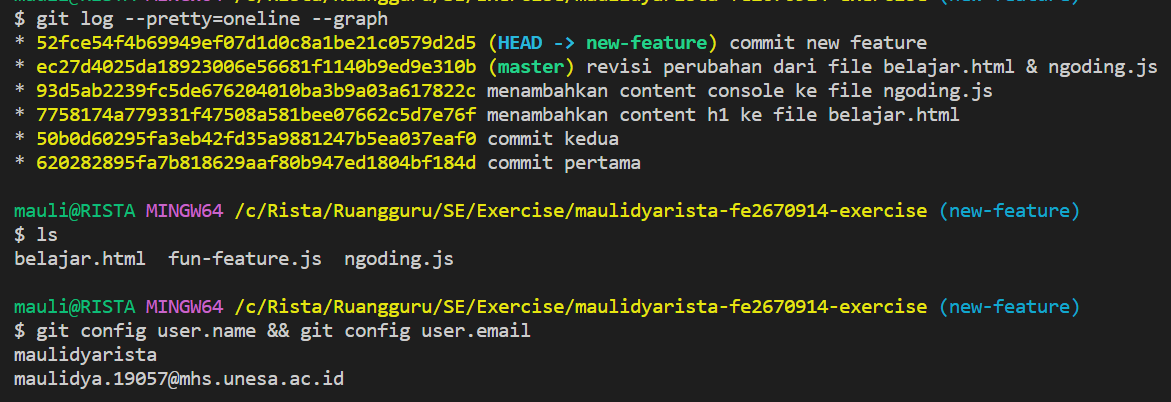 $ git log --pretty=oneline --graph
* 52fce54f4b69949ef07d1d0c8a1be21c0579d2d5 (HEAD -> new-feature) commit new feature
* ec27d4025da18923006e56681f1140b9ed9e310b (master) revisi perubahan dari file belajar.html & ngoding.js
* 93d5ab2239fc5de676204010ba3b9a03a617822c menambahkan content console ke file ngoding.js
* 7758174a779331f47508a581bee07662c5d7e76f menambahkan content h1 ke file belajar.html
* 50b0d60295fa3eb42fd35a9881247b5ea037eaf0 commit kedua
* 620282895fa7b818629aaf80b947ed1804bf184d commit pertama
mauli@RISTA MINGW64 /c/Rista/Ruangguru/SE/Exercise/maulidyarista-fe2670914-exercise (new-feature)
$ ls
belajar.html  fun-feature.js  ngoding.js
mauli@RISTA MINGW64 /c/Rista/Ruangguru/SE/Exercise/maulidyarista-fe2670914-exercise (new-feature)
$ git config user.name && git config user.email
maulidyarista
maulidya.19057@mhs.unesa.ac.id